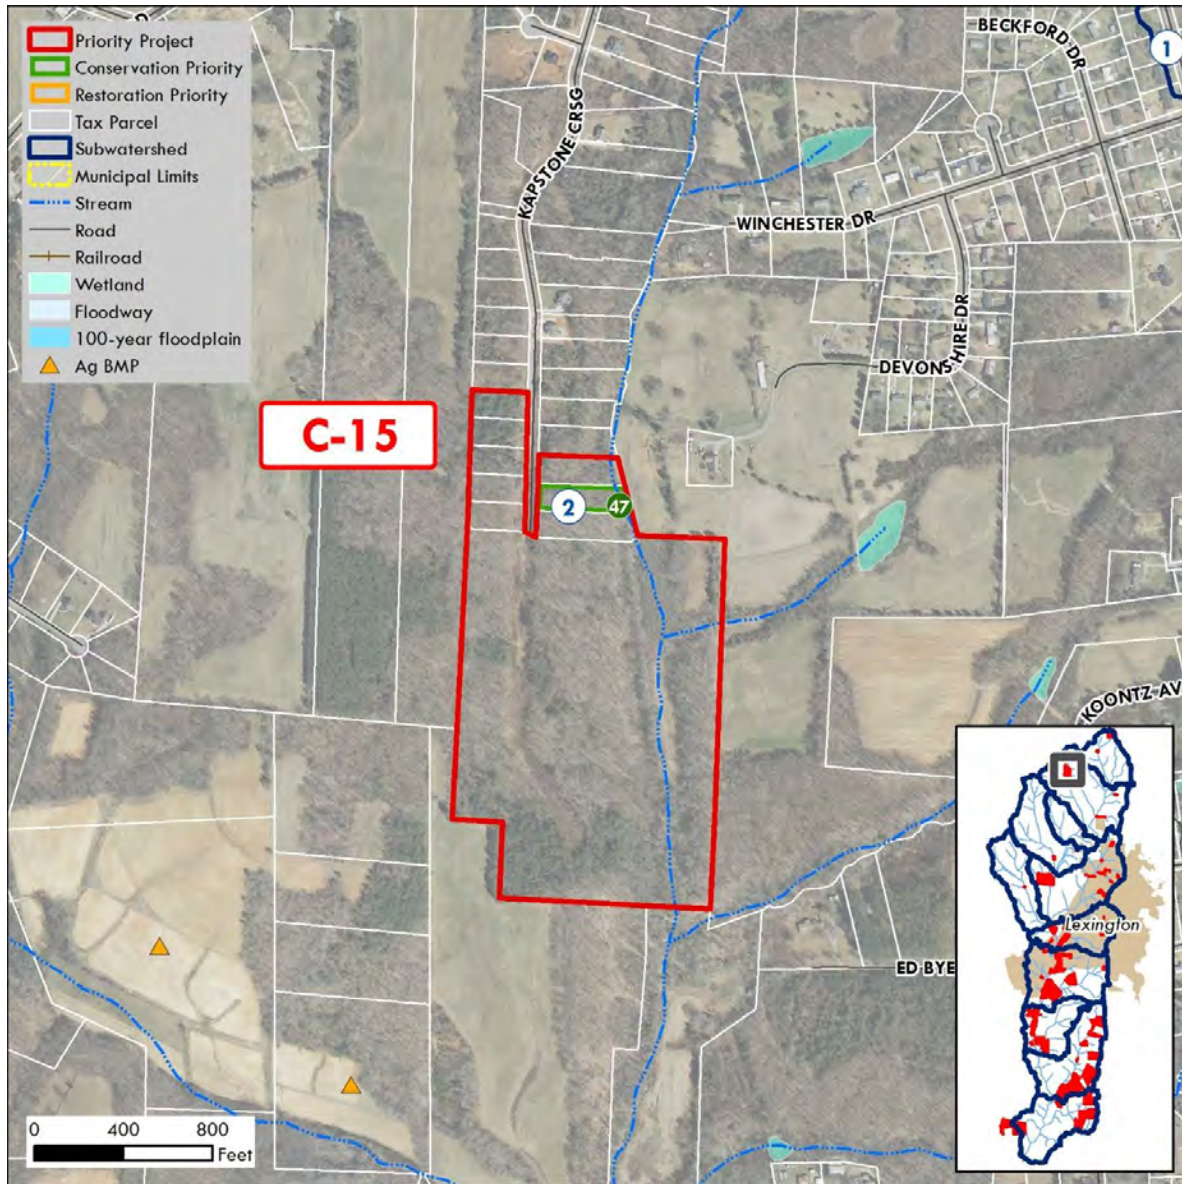 Priority Project
Conservation Priority
Restoration Priority
Tax Parcel
Subwatershed
Municipal Limits
Stream
Road
Railroad
Wetland
Floodway
100-year floodplain
Ag BMP
BECKFORD DR
1
KAPSTONE CRSG
WINCHESTER DR
DEVONSHIRE DR
C-15
2
47
KOONTZ AV
Lexington
ED BYE
0 400 800
Feet